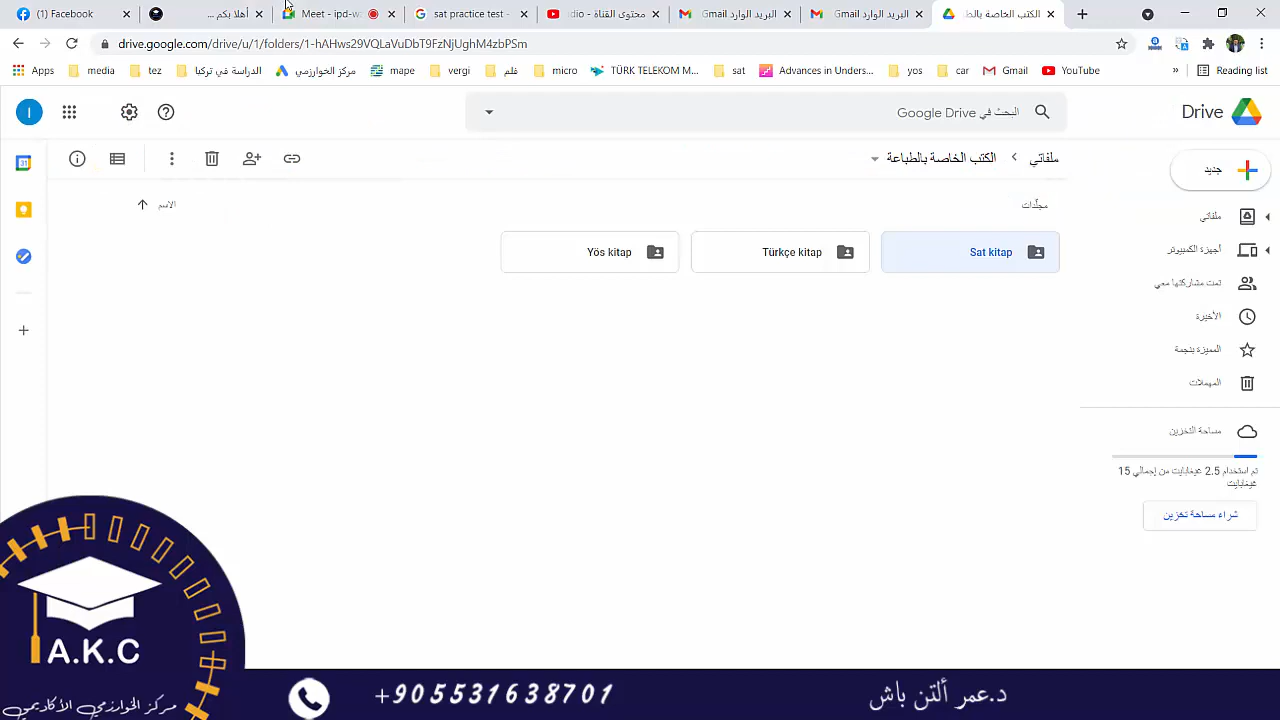 (1) Facebook
أهلا بكم ...
Meet - ipd-wz
sat practice test -
محتوى القناة - dio
البريد الوارد Gmail
البريد الوارد Gmail
الكتب الخاصة بالط
drive.google.com/drive/u/1/folders/1-hAHws29VQLaVuDbT9FzNjUghM4zbPSm
Apps
media
tez
الدراسة في تركيا
مركز الخوارزمي
mape
vergi
فلم
micro
TÜRK TELEKOM M...
sat
Advances in Unders...
yos
car
Gmail
YouTube
»
Reading list
I
البحث في Google Drive
Drive
ملفاتي
الكتب الخاصة بالطباعة
جديد
مجلّدات
الاسم
Sat kitap
Türkçe kitap
Yös kitap
ملفاتي
أجهزة الكمبيوتر
تمت مشاركتها معي
الأخيرة
المميزة بنجمة
المهملات
مساحة التخزين
تم استخدام 2.5 غيغابايت من إجمالي 15
غيغابايت
شراء مساحة تخزين
31
A.K.C
مركز الخوارزمي الأكاديمي
+905531638701
د.عمر ألتن باش